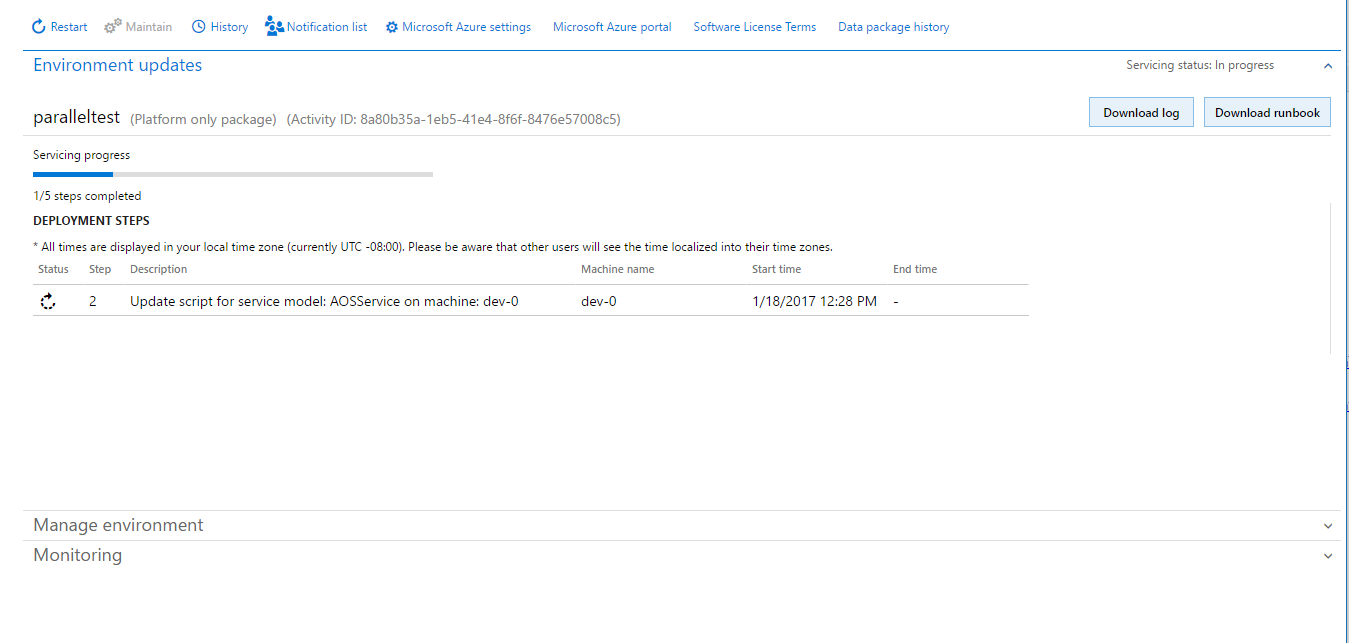 Restart Maintain History Notification list Microsoft Azure settings Microsoft Azure portal Software License Terms Data package history
Environment updates Servicing status: In progress
paralleltest (Platform only package) (Activity ID: 8a80b35a-1eb5-41e4-8f6f-8476e57008c5) Download log Download runbook
Servicing progress
1/5 steps completed
DEPLOYMENT STEPS
* All times are displayed in your local time zone (currently UTC -08:00). Please be aware that other users will see the time localized into their time zones.
Status Step Description Machine name Start time End time
2 Update script for service model: AOSService on machine: dev-0 dev-0 1/18/2017 12:28 PM -
Manage environment
Monitoring